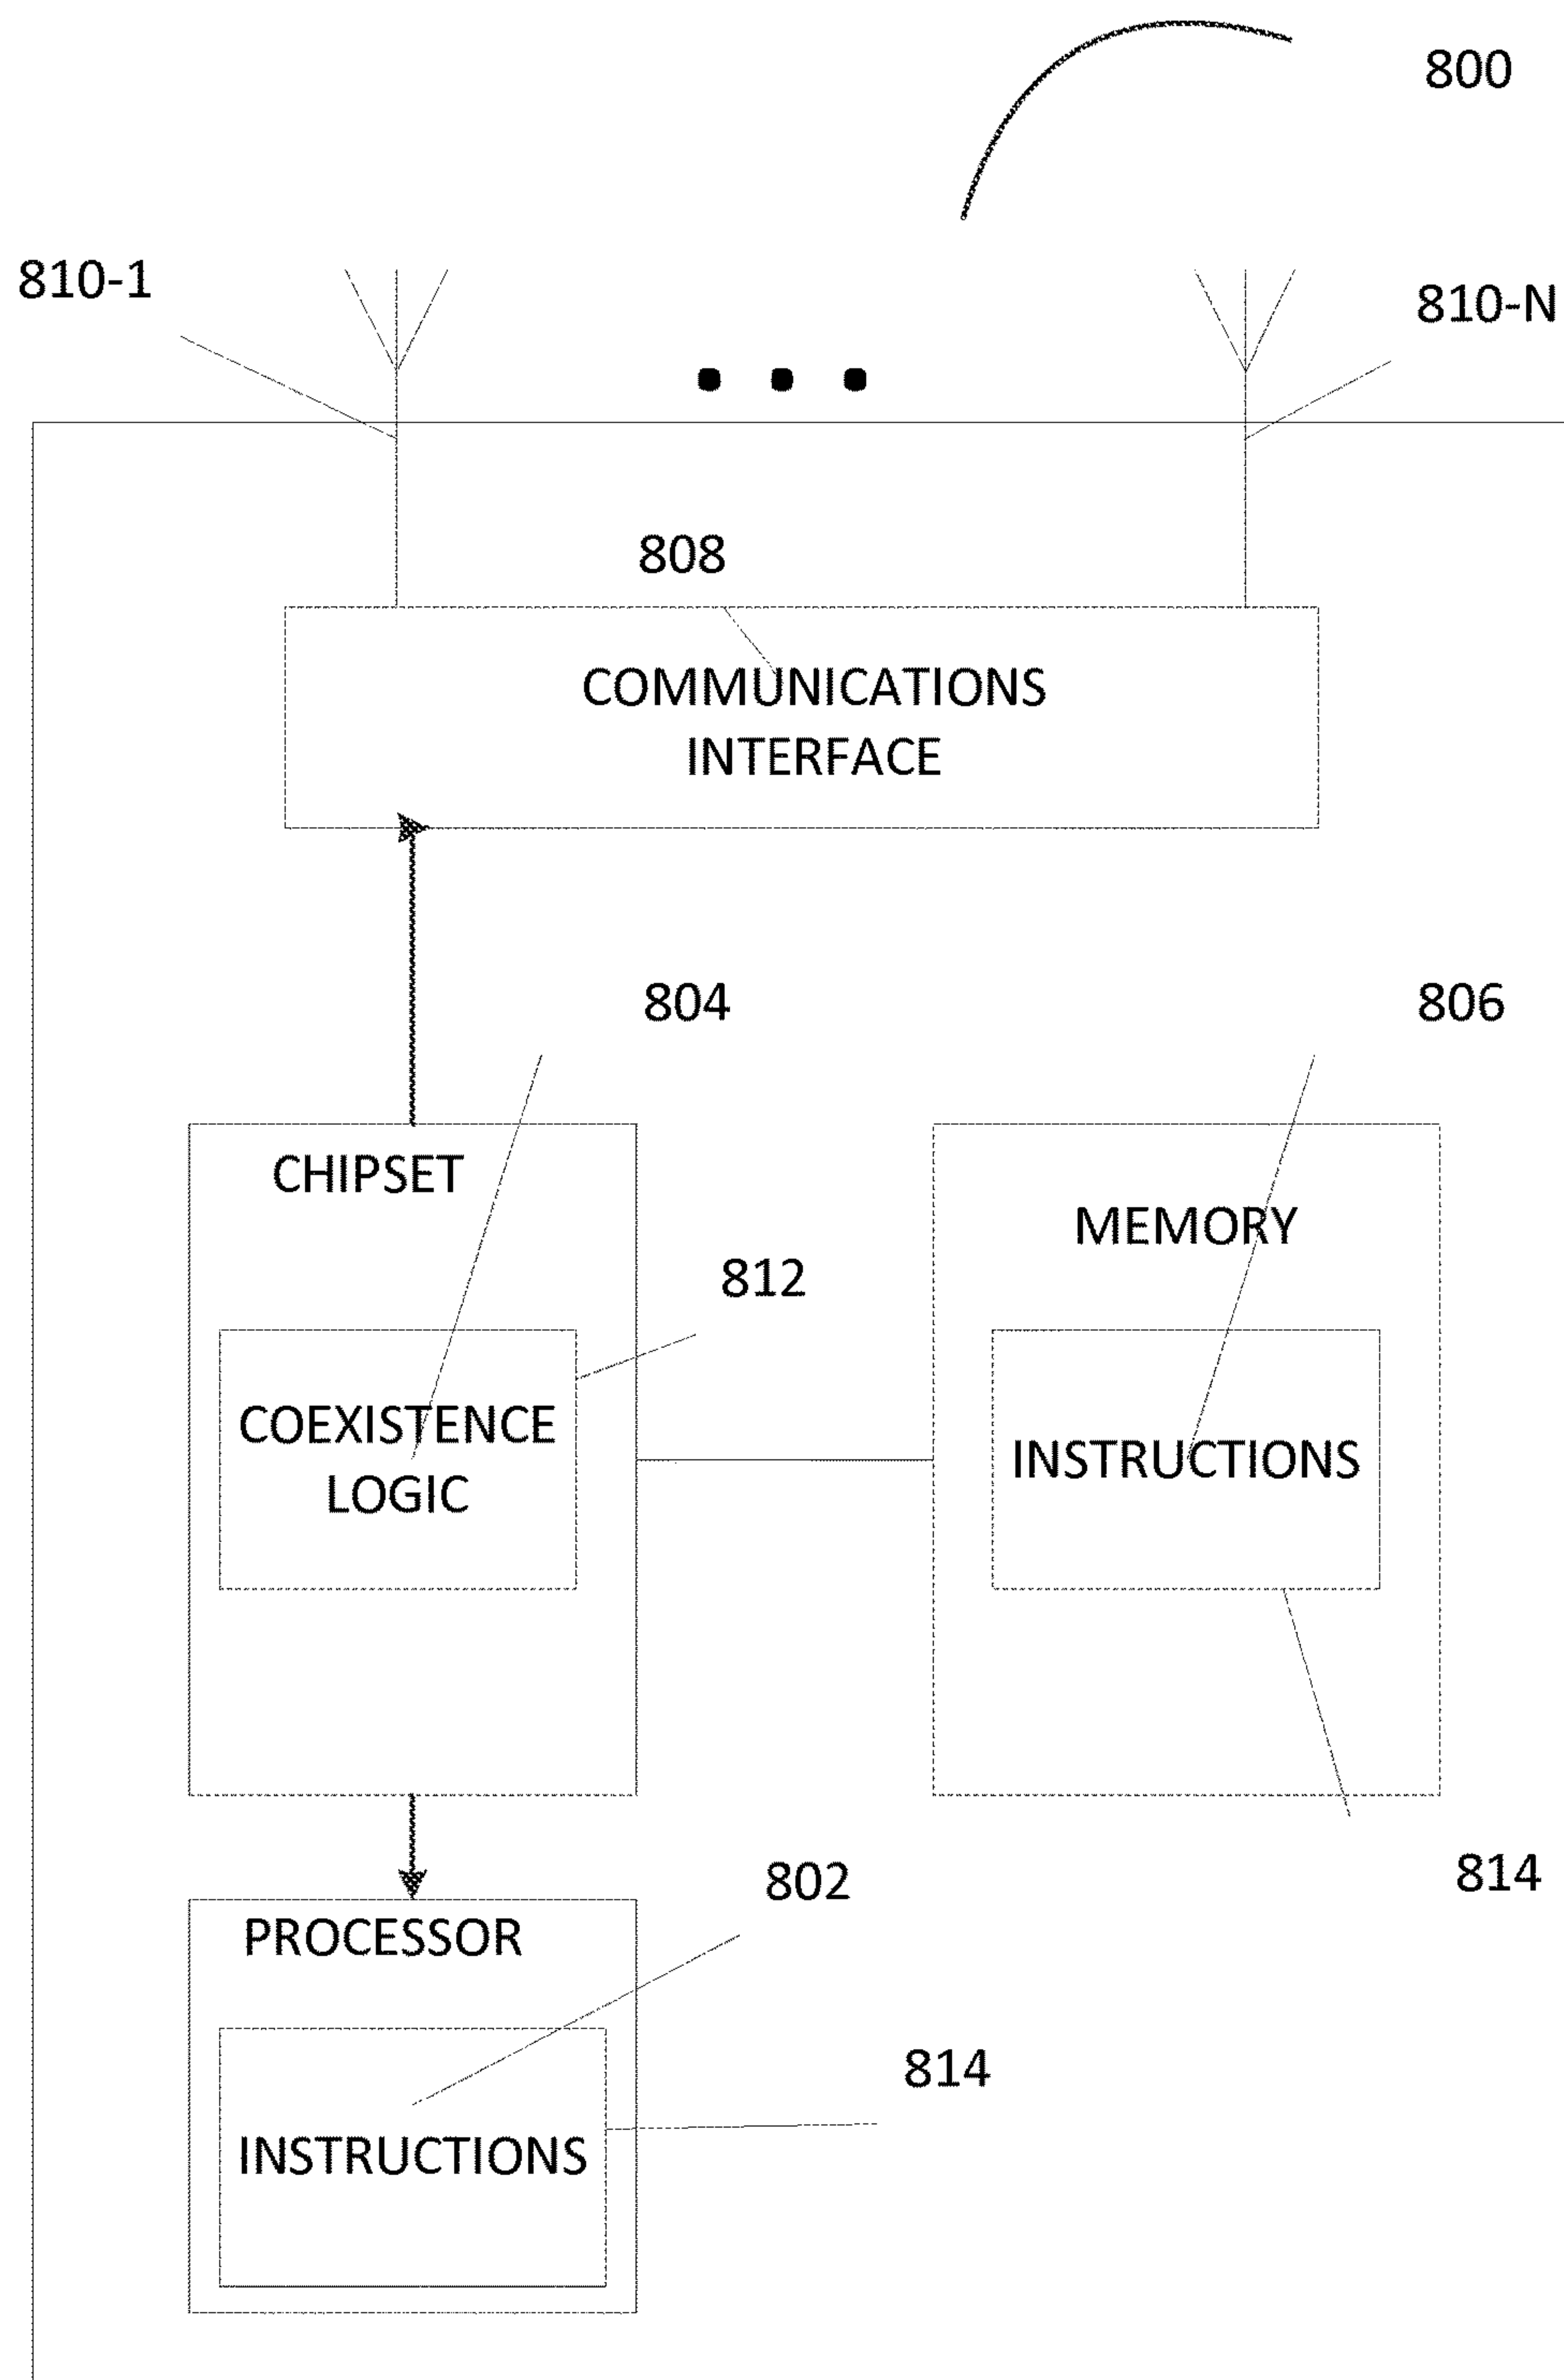 800
810-1
810-N
808
COMMUNICATIONS
INTERFACE
804
806
CHIPSET
MEMORY
812
COEXISTENCE
LOGIC
INSTRUCTIONS
802
814
PROCESSOR
814
INSTRUCTIONS